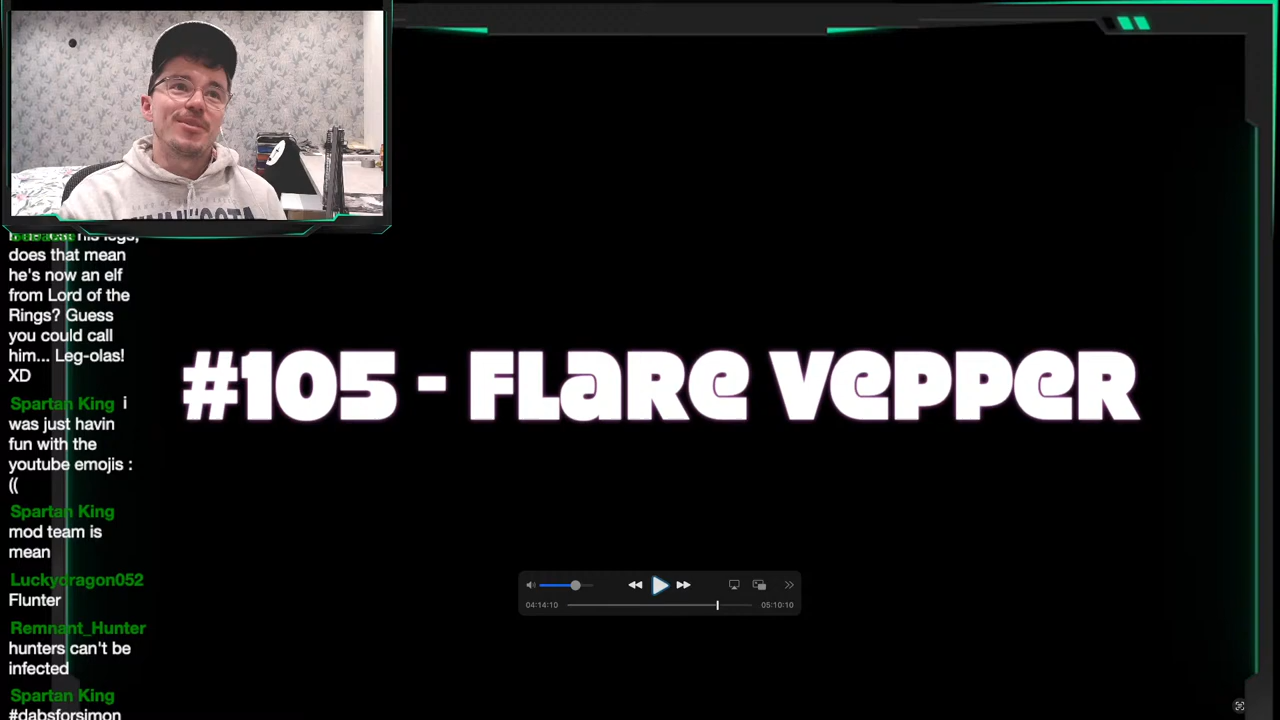 his legs,
does that mean
he's now an elf
from Lord of the
Rings? Guess
you could call
him... Leg-olas!
XD
Spartan King i
was just havin
fun with the
youtube emojis :
((
Spartan King
mod team is
mean
Luckydragon052
Flunter
Remnant_Hunter
hunters can't be
infected
Spartan King
#dabsforsimon
#105 - Flare Vepper
04:14:10
05:10:10